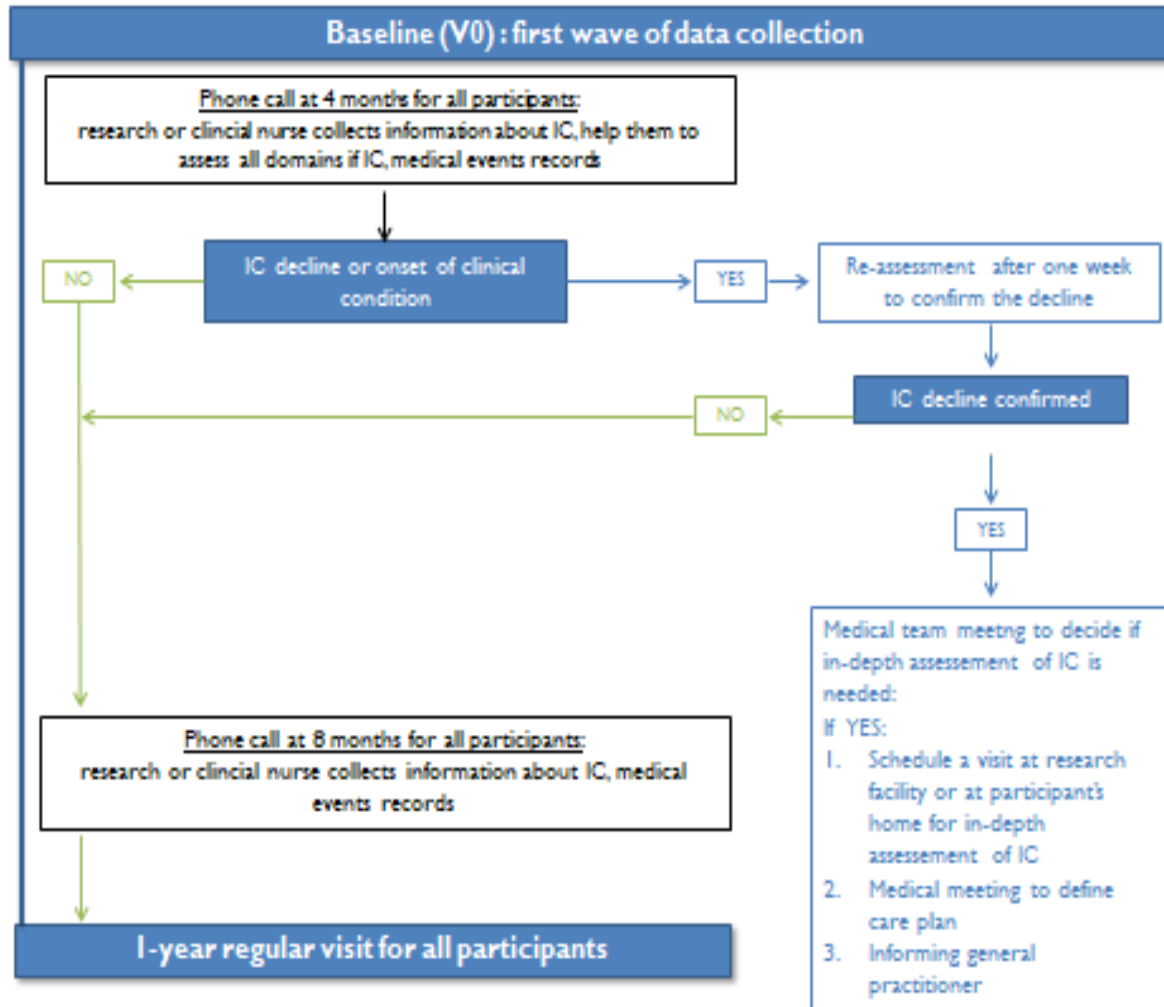 Baseline (V0) : first wave of data collection
Phone call at 4 months for all participants:
research or clincial nurse collects information about IC, help them to
assess all domains if IC, medical events records
NO
IC decline or onset of clinical
condition
YES
Re-assessment after one week
to confirm the decline
IC decline confirmed
NO
YES
Medical team meetng to decide if
in-depth assessement of IC is
needed:
If YES:
1. Schedule a visit at research
facility or at participant's
home for in-depth
assessement of IC
2. Medical meeting to define
care plan
3. Informing general
practitioner
Phone call at 8 months for all participants:
research or clincial nurse collects information about IC, medical
events records
1-year regular visit for all participants